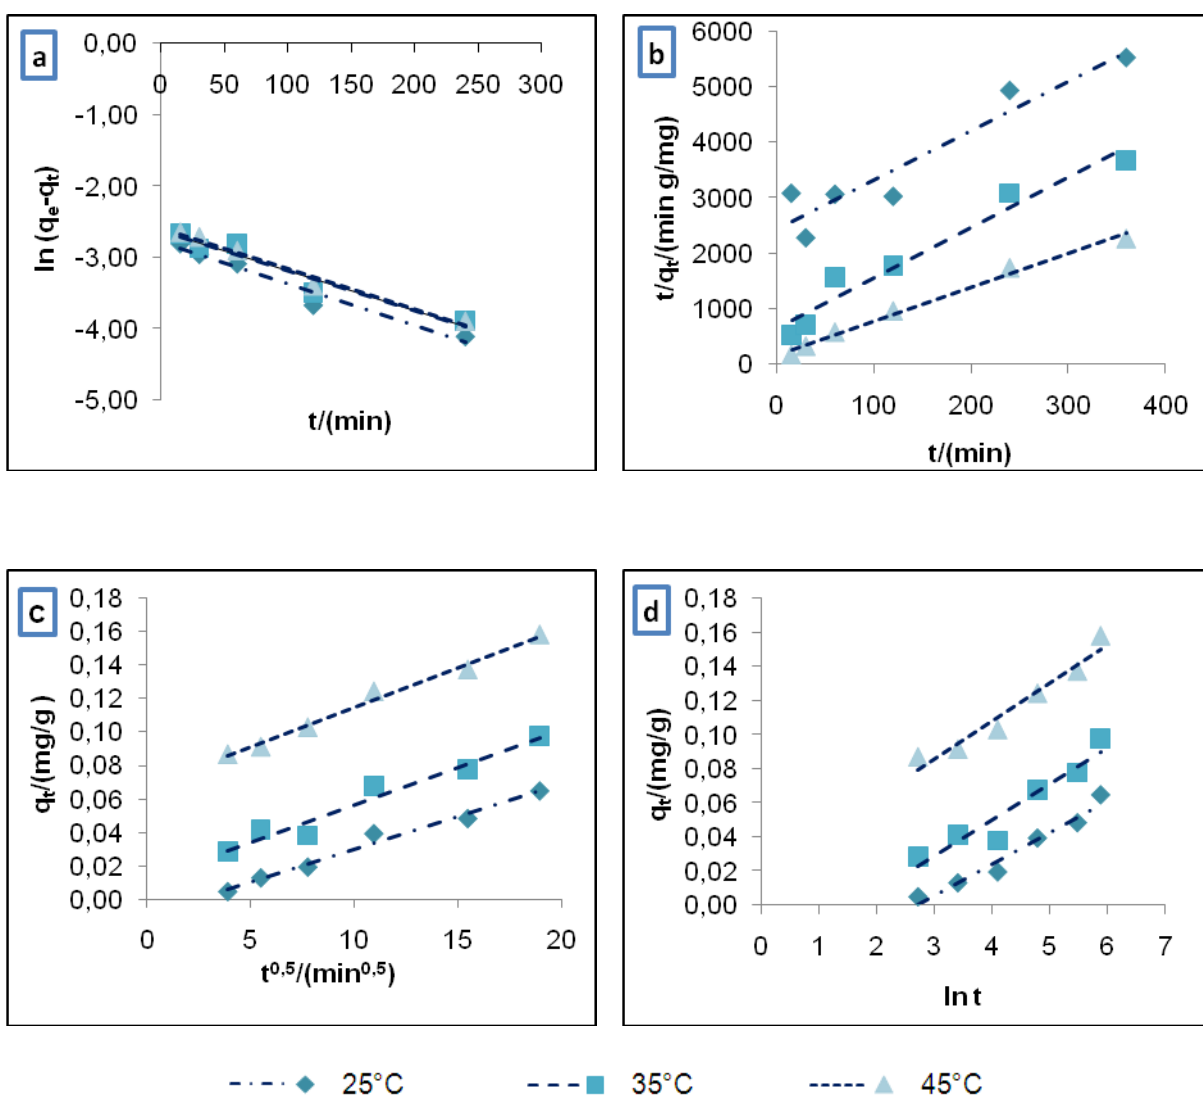 a
0,00
-1,00
-2,00
-3,00
-4,00
-5,00
0 50 100 150 200 250 300
ln (qe-qt)
t/(min)
b
6000
5000
4000
3000
2000
1000
0
0 100 200 300 400
t/qt/(min g/mg)
t/(min)
c
0,18
0,16
0,14
0,12
0,10
0,08
0,06
0,04
0,02
0,00
0 5 10 15 20
qt/(mg/g)
t0,5/(min0,5)
d
0,18
0,16
0,14
0,12
0,10
0,08
0,06
0,04
0,02
0,00
0 1 2 3 4 5 6 7
qt/(mg/g)
ln t
25°C 35°C 45°C